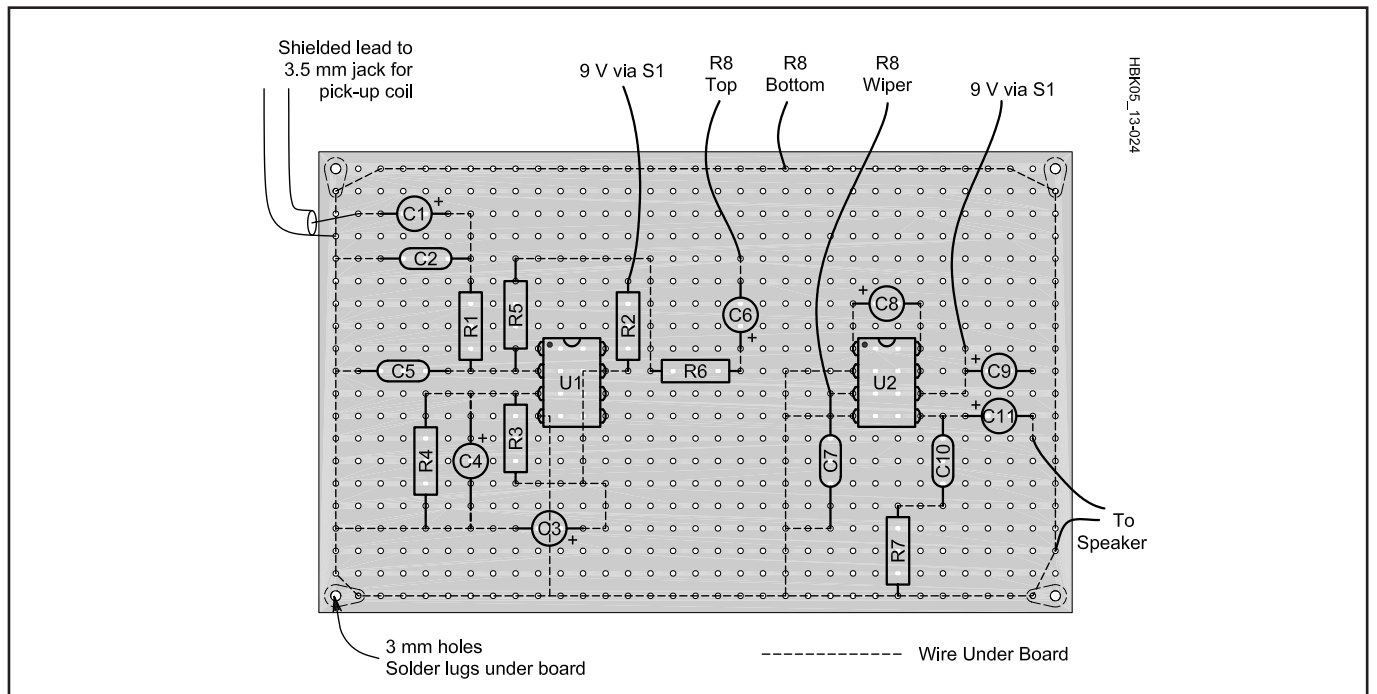 Shielded lead to
3.5 mm jack for
pick-up coil
9 V via S1
R8
Top
R8
Bottom
R8
Wiper
9 V via S1
HBK05_13-024
C1
+
C2
R1
R5
R2
C6
+
+
C8
C5
U1
R6
U2
C9
+
+
C11
R4
C4
+
R3
C7
C10
C3
+
R7
To
Speaker
3 mm holes
Solder lugs under board
Wire Under Board